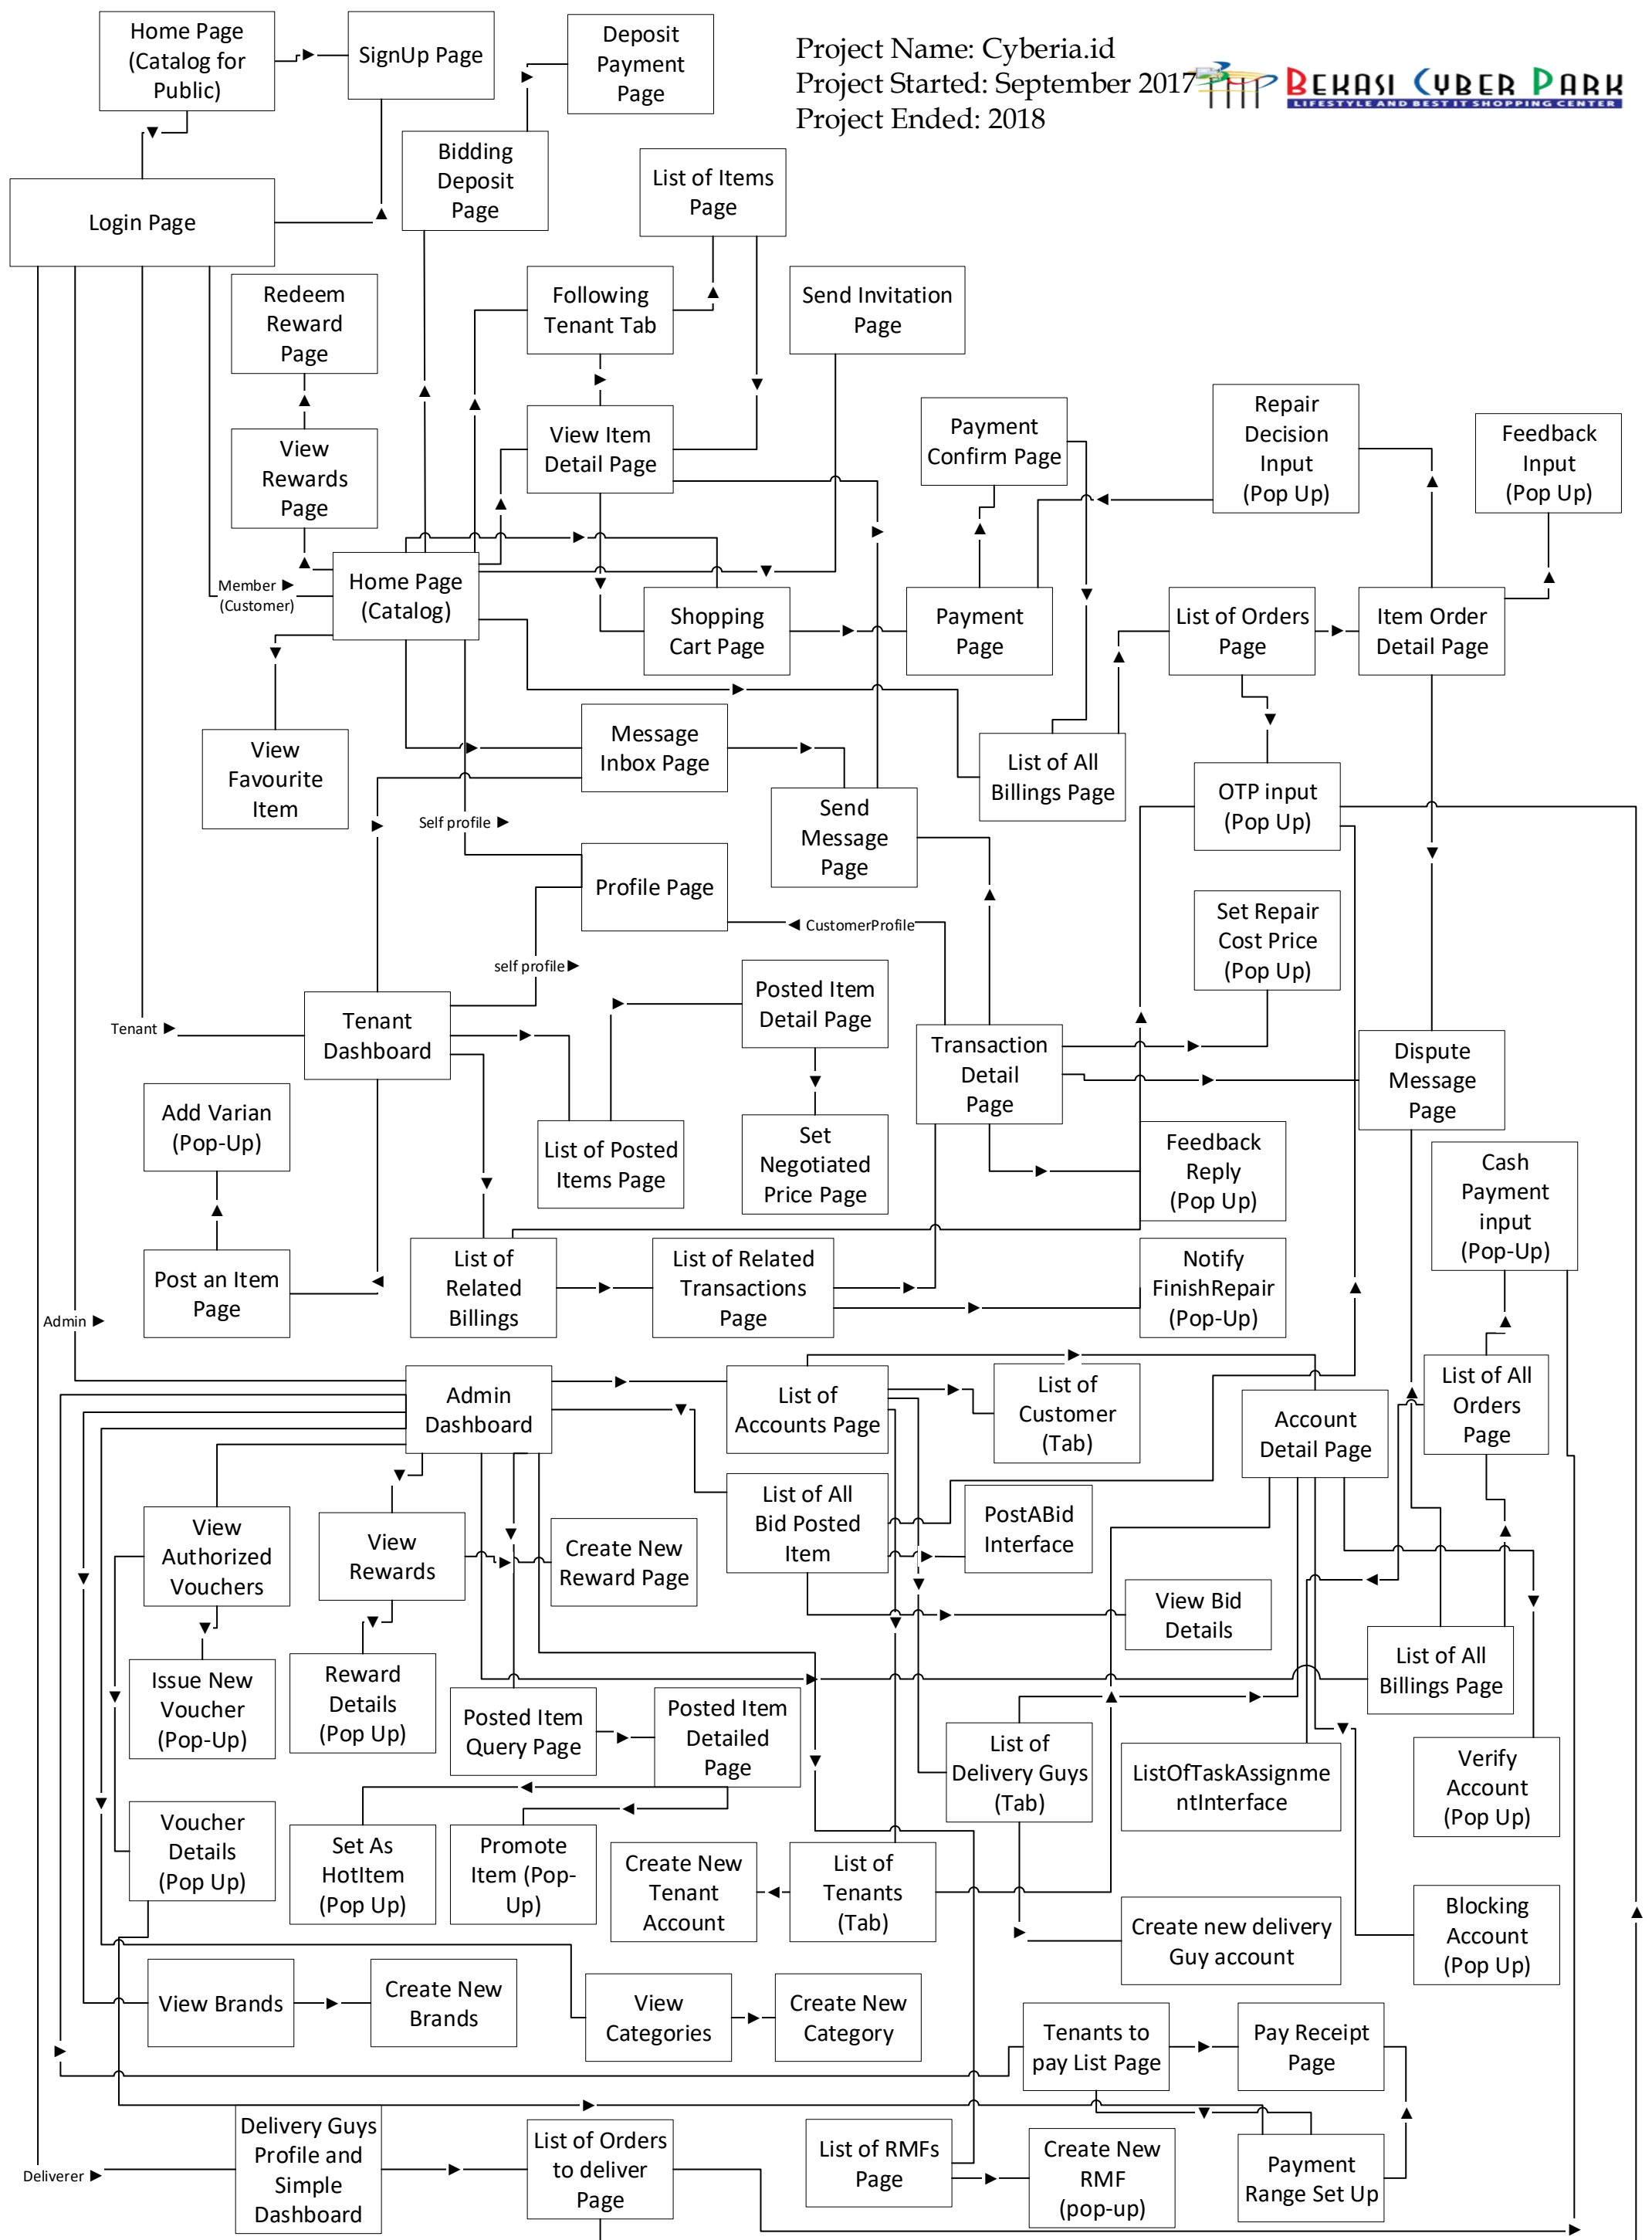 Home Page
(Catalog for
Public)
SignUp Page
Deposit
Payment
Page
Project Name: Cyberia.id
Project Started: September 2017
Project Ended: 2018
BEKASI CYBER PARK
LIFESTYLE AND BEST IT SHOPPING CENTER
Login Page
Bidding
Deposit
Page
List of Items
Page
Redeem
Reward
Page
Following
Tenant Tab
Send Invitation
Page
View
Rewards
Page
View Item
Detail Page
Payment
Confirm Page
Repair
Decision
Input
(Pop Up)
Feedback
Input
(Pop Up)
Member
(Customer)
Home Page
(Catalog)
Shopping
Cart Page
Payment
Page
List of Orders
Page
Item Order
Detail Page
View
Favourite
Item
Message
Inbox Page
List of All
Billings Page
OTP input
(Pop Up)
Self profile
Send
Message
Page
Profile Page
CustomerProfile
Set Repair
Cost Price
(Pop Up)
self profile
Tenant
Tenant
Dashboard
Posted Item
Detail Page
Transaction
Detail
Page
Dispute
Message
Page
Add Varian
(Pop-Up)
List of Posted
Items Page
Set
Negotiated
Price Page
Feedback
Reply
(Pop Up)
Cash
Payment
input
(Pop-Up)
Post an Item
Page
List of
Related
Billings
List of Related
Transactions
Page
Notify
FinishRepair
(Pop-Up)
Admin
Admin
Dashboard
List of
Accounts Page
List of
Customer
(Tab)
Account
Detail Page
List of All
Orders
Page
View
Authorized
Vouchers
View
Rewards
Create New
Reward Page
List of All
Bid Posted
Item
PostABid
Interface
View Bid
Details
Issue New
Voucher
(Pop-Up)
Reward
Details
(Pop Up)
Posted Item
Query Page
Posted Item
Detailed
Page
List of All
Billings Page
List of
Delivery Guys
(Tab)
ListOfTaskAssignme
ntInterface
Verify
Account
(Pop Up)
Voucher
Details
(Pop Up)
Set As
HotItem
(Pop Up)
Promote
Item (Pop-
Up)
Create New
Tenant
Account
List of
Tenants
(Tab)
Create new delivery
Guy account
Blocking
Account
(Pop Up)
View Brands
Create New
Brands
View
Categories
Create New
Category
Tenants to
pay List Page
Pay Receipt
Page
Deliverer
Delivery Guys
Profile and
Simple
Dashboard
List of Orders
to deliver
Page
List of RMFs
Page
Create New
RMF
(pop-up)
Payment
Range Set Up